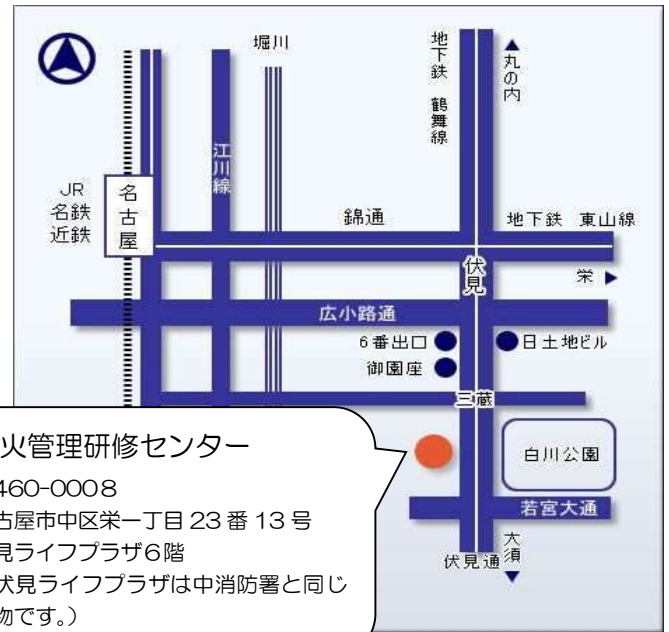 堀川
地下鉄 鶴舞線
▲丸の内
江川線
JR
名鉄
近鉄
名古屋
錦通
地下鉄 東山線
伏見
栄 ▶
広小路通
6番出口
日土地ビル
御園座
三蔵
白川公園
若宮大通
伏見通
大須▼
火管理研修センター
460-0008
古屋市中区栄一丁目 23 番 13 号
見ライフプラザ6階
伏見ライフプラザは中消防署と同じ
物です。）